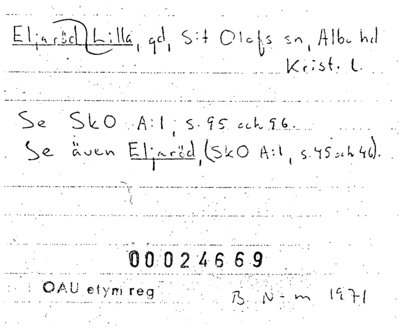 Eljaröd Lilla, gd, S:t Olofs sn, Albo hd
Krist. l.
Se SkO A:1, s. 95 och 96.
Se även Eljaröd, (SkO A:1, s. 45 och 46).
00024669
OAU etym reg
B. N-m 1971